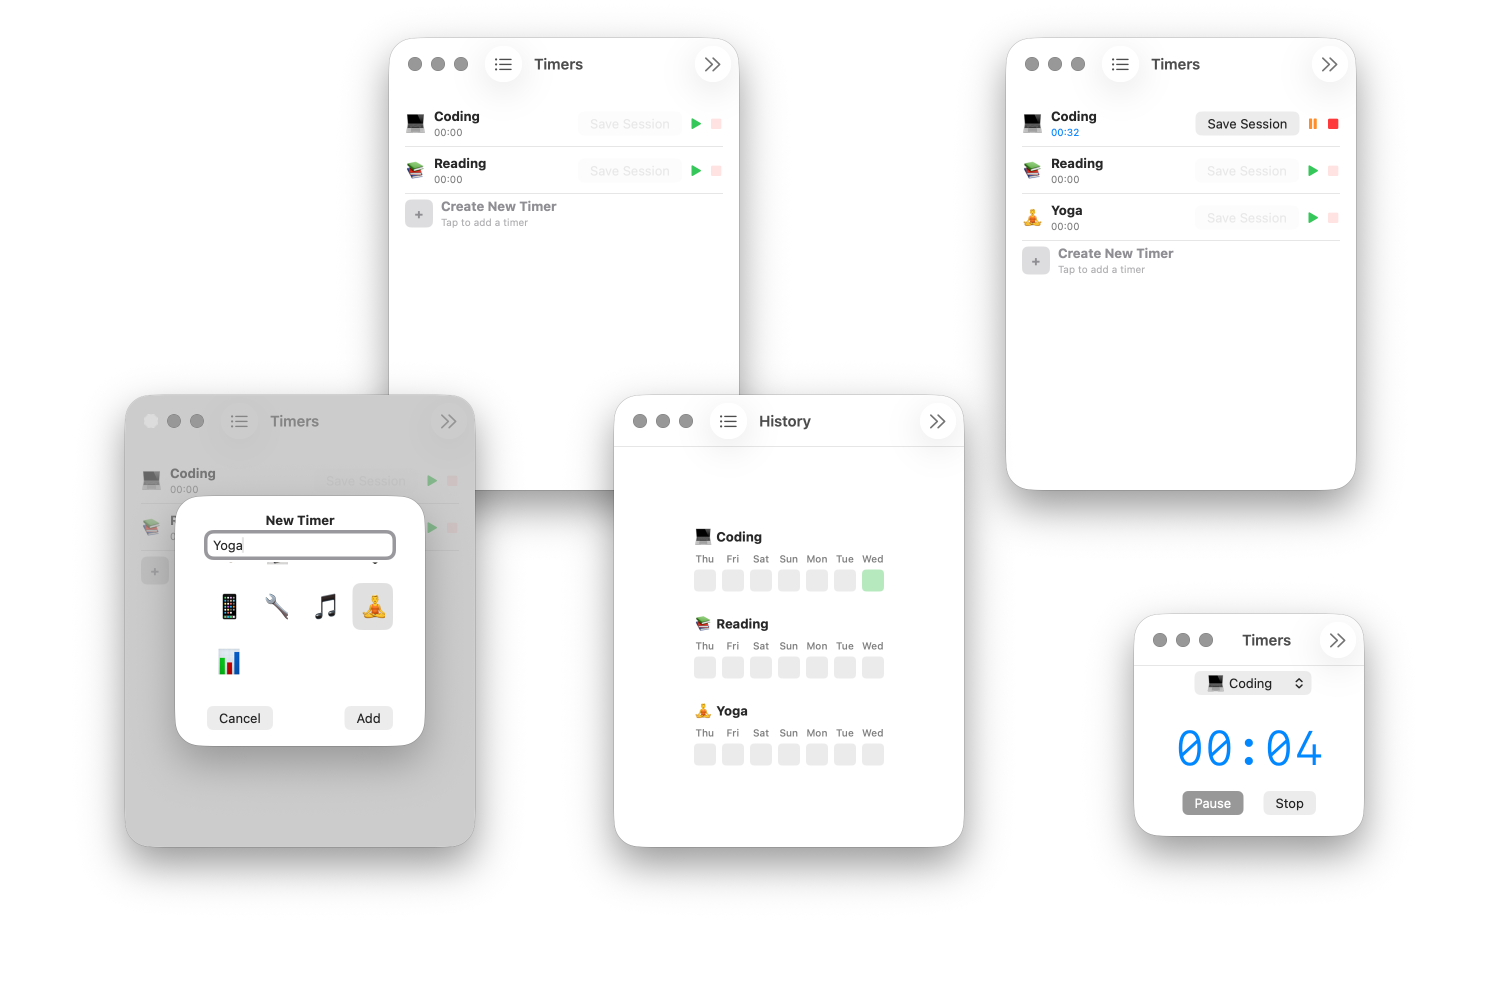 Timers
Coding
00:00
Save Session
Reading
00:00
Save Session
Create New Timer
Tap to add a timer
Timers
Coding
00:32
Save Session
Reading
00:00
Save Session
Yoga
00:00
Save Session
Create New Timer
Tap to add a timer
Timers
Coding
00:00
Save Session
New Timer
Yoga
Cancel
Add
History
Coding
Thu Fri Sat Sun Mon Tue Wed
Reading
Thu Fri Sat Sun Mon Tue Wed
Yoga
Thu Fri Sat Sun Mon Tue Wed
Timers
Coding
00:04
Pause
Stop